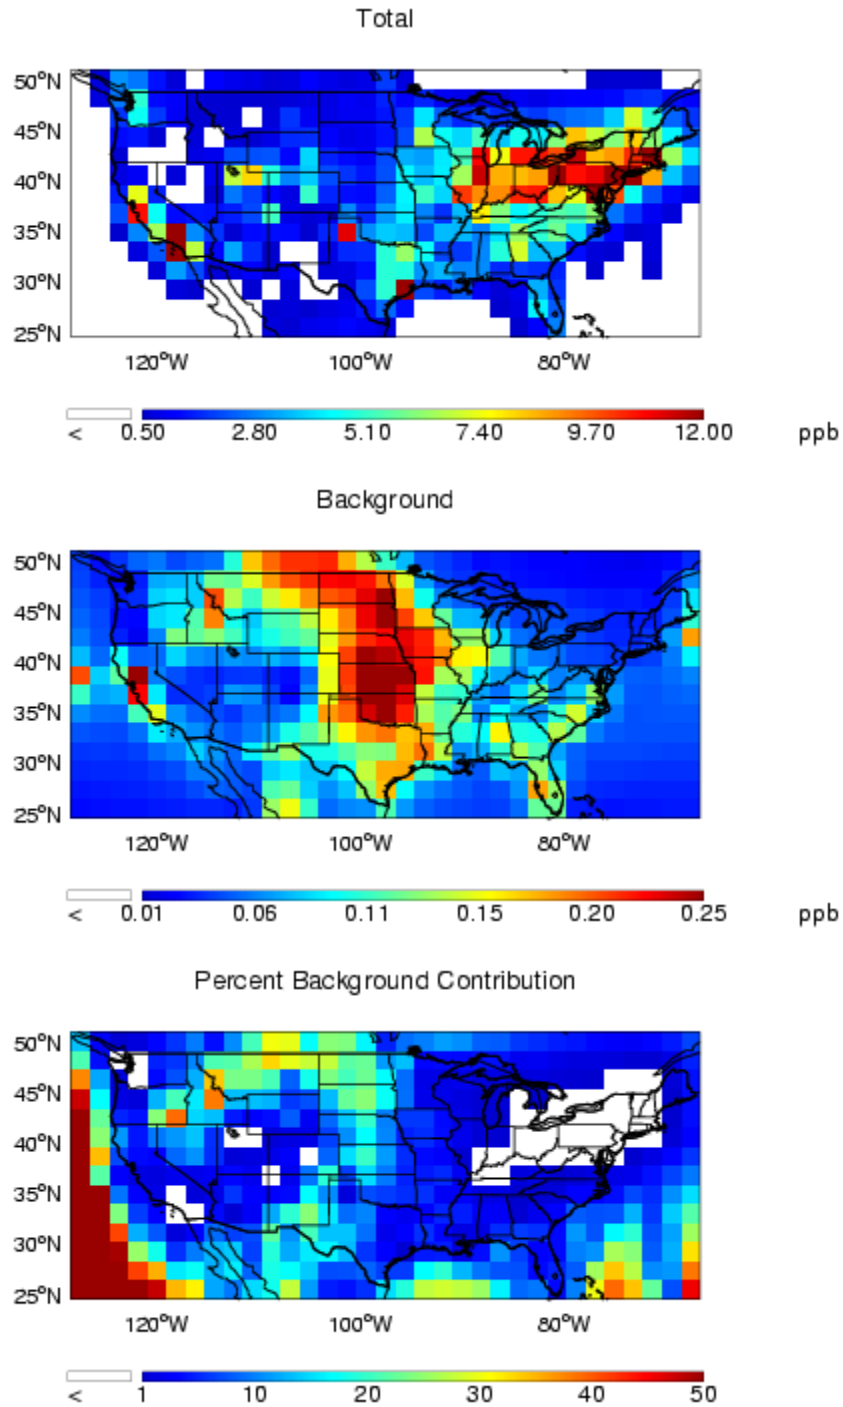 Total
50°N
45°N
40°N
35°N
30°N
25°N
120°W 100°W 80°W
< 0.50 2.80 5.10 7.40 9.70 12.00 ppb
Background
50°N
45°N
40°N
35°N
30°N
25°N
120°W 100°W 80°W
< 0.01 0.06 0.11 0.15 0.20 0.25 ppb
Percent Background Contribution
50°N
45°N
40°N
35°N
30°N
25°N
120°W 100°W 80°W
< 1 10 20 30 40 50